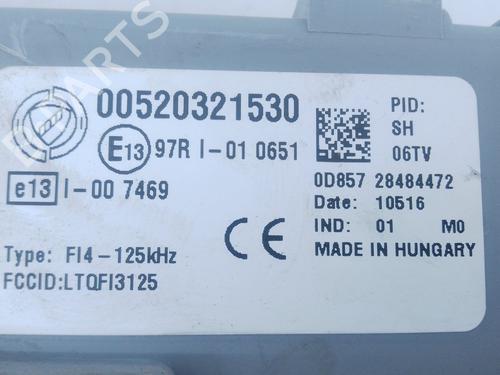 00520321530
E13 97R I-01 0651
e13 I-00 7469
Type: FI4-125kHz
FCCID:LTQFI3125
CE
PID:
SH
06TV
0D857 28484472
Date: 10516
IND: 01 M0
MADE IN HUNGARY